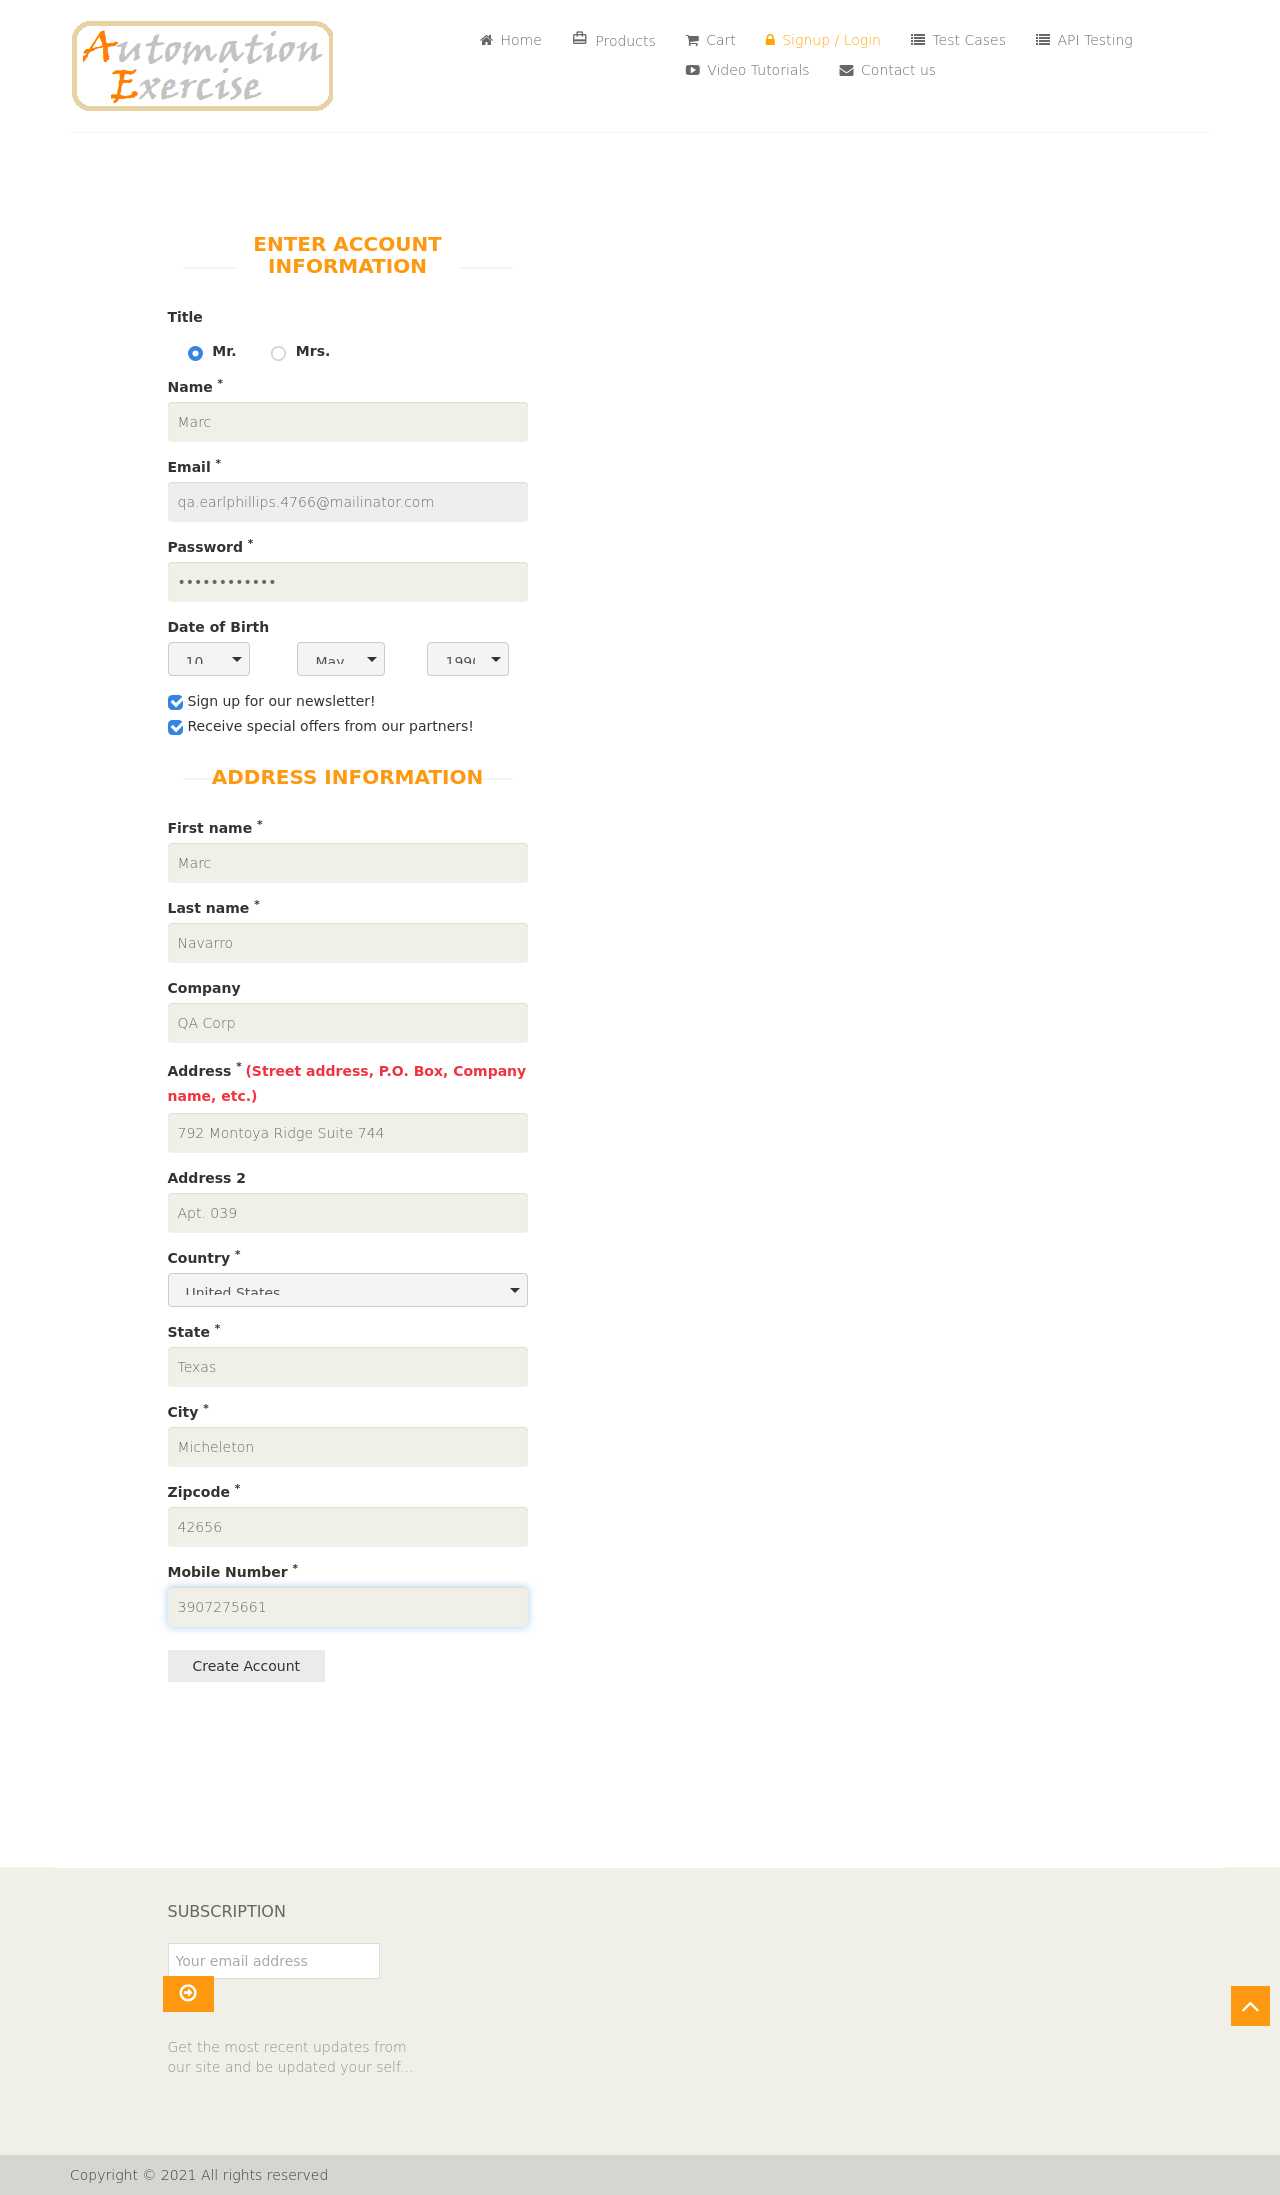 Automation
Exercise
Home Products Cart Signup / Login Test Cases API Testing
Video Tutorials Contact us
ENTER ACCOUNT
INFORMATION
Title
Mr. Mrs.
Name *
Marc
Email *
qa.earlphillips.4766@mailinator.com
Password *
••••••••••••
Date of Birth
10 May 1990
Sign up for our newsletter!
Receive special offers from our partners!
ADDRESS INFORMATION
First name *
Marc
Last name *
Navarro
Company
QA Corp
Address * (Street address, P.O. Box, Company
name, etc.)
792 Montoya Ridge Suite 744
Address 2
Apt. 039
Country *
United States
State *
Texas
City *
Micheleton
Zipcode *
42656
Mobile Number *
3907275661
Create Account
SUBSCRIPTION
Your email address
Get the most recent updates from
our site and be updated your self...
Copyright © 2021 All rights reserved